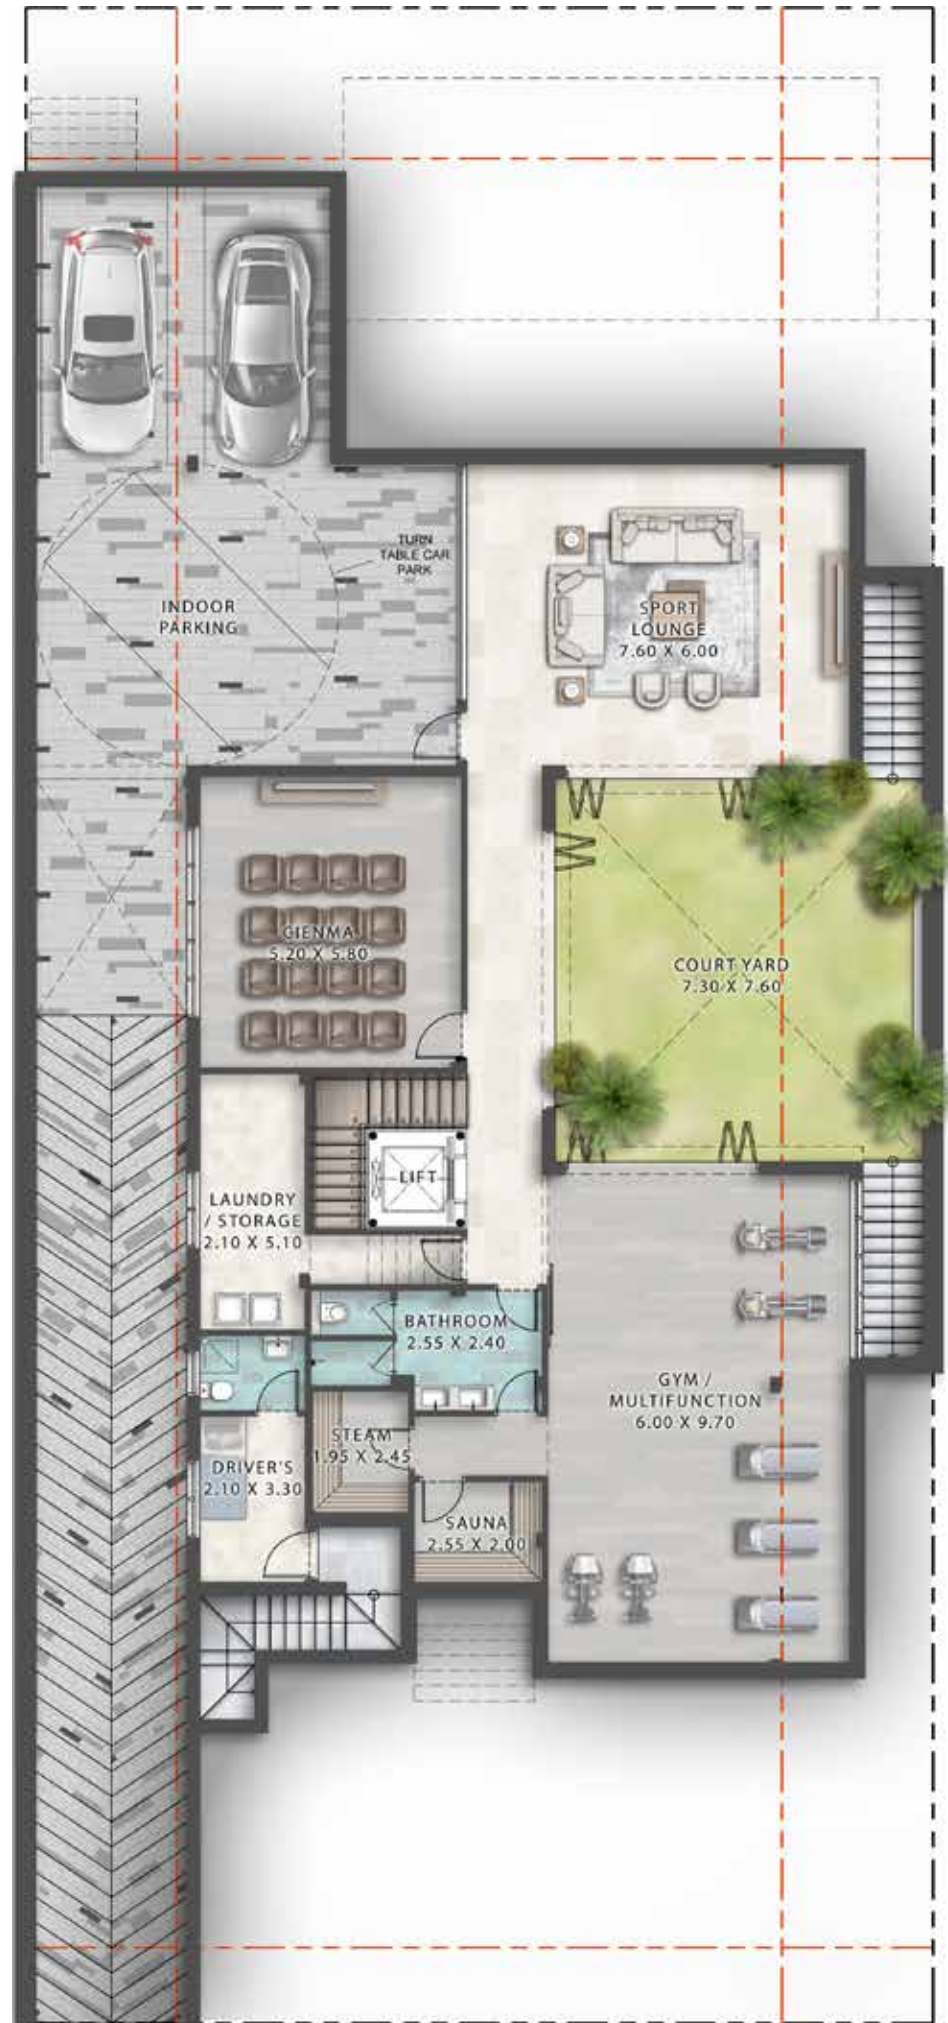 TURN
TABLE CAR
PARK
INDOOR
PARKING
SPORT
LOUNGE
7.60 X 6.00
CIENMA
5.20 X 5.80
COURT YARD
7.30 X 7.60
LIFT
LAUNDRY
/ STORAGE
2.10 X 5.10
BATHROOM
2.55 X 2.40
GYM /
MULTIFUNCTION
6.00 X 9.70
STEAM
1.95 X 2.45
DRIVER'S
2.10 X 3.30
SAUNA
2.55 X 2.00